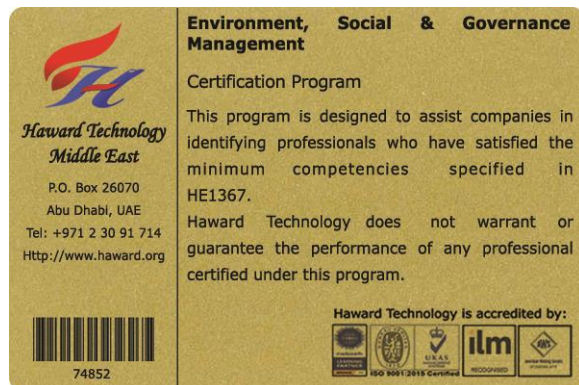 Haward Technology
Middle East
P.O. Box 26070
Abu Dhabi, UAE
Tel: +971 2 30 91 714
Http://www.haward.org
74852
Environment, Social & Governance
Management
Certification Program
This program is designed to assist companies in
identifying professionals who have satisfied the
minimum competencies specified in
HE1367.
Haward Technology does not warrant or
guarantee the performance of any professional
certified under this program.
Haward Technology is accredited by:
UKAS
ilm
RECOGNISED
ISO 9001:2015 Certified